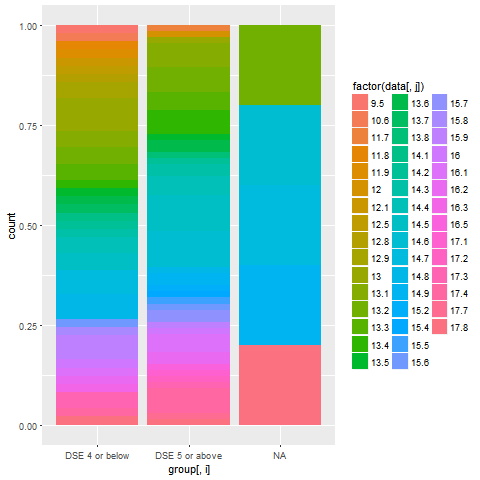 1.00
0.75
0.50
0.25
0.00
count
DSE 4 or below DSE 5 or above NA
group[, i]
factor(data[, j])
9.5 13.6 15.7
10.6 13.7 15.8
11.7 13.8 15.9
11.8 14.1 16
11.9 14.2 16.1
12 14.3 16.2
12.1 14.4 16.3
12.5 14.5 16.5
12.8 14.6 17.1
12.9 14.7 17.2
13 14.8 17.3
13.1 14.9 17.4
13.2 15.2 17.7
13.3 15.4 17.8
13.4 15.5
13.5 15.6